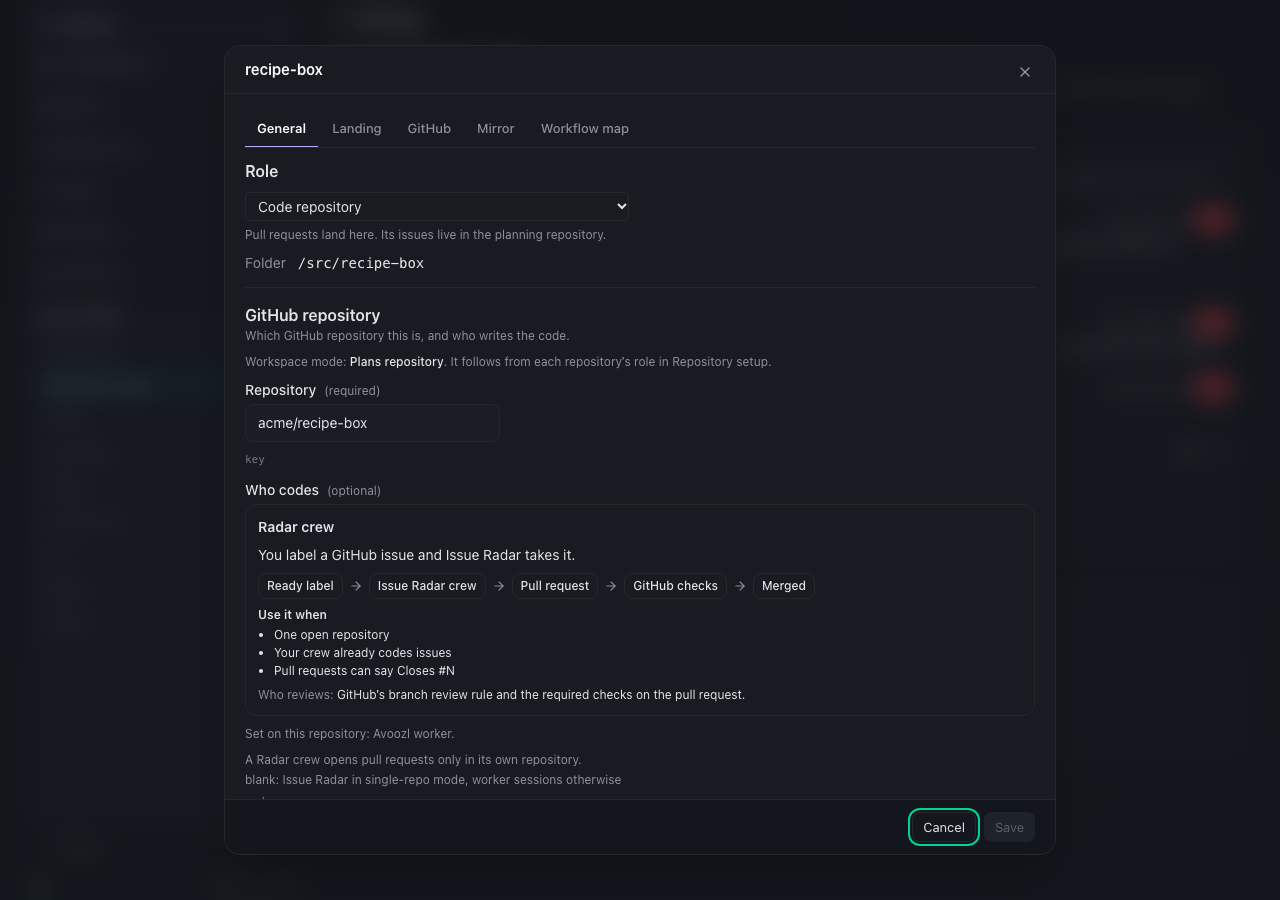 recipe-box
General Landing GitHub Mirror Workflow map
Role
Code repository
Pull requests land here. Its issues live in the planning repository.
Folder /src/recipe-box
GitHub repository
Which GitHub repository this is, and who writes the code.
Workspace mode: Plans repository. It follows from each repository's role in Repository setup.
Repository (required)
acme/recipe-box
key
Who codes (optional)
Radar crew
You label a GitHub issue and Issue Radar takes it.
Ready label → Issue Radar crew → Pull request → GitHub checks → Merged
Use it when
• One open repository
• Your crew already codes issues
• Pull requests can say Closes #N
Who reviews: GitHub's branch review rule and the required checks on the pull request.
Set on this repository: Avoozl worker.
A Radar crew opens pull requests only in its own repository.
blank: Issue Radar in single-repo mode, worker sessions otherwise
Cancel Save